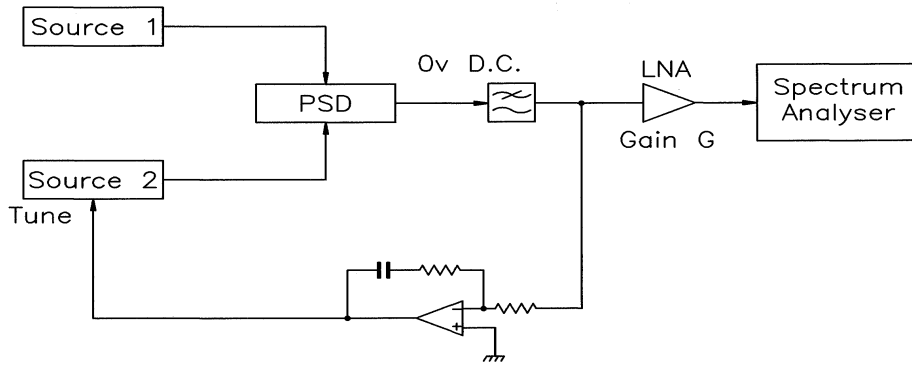 Source 1
0v D.C.
LNA
PSD
Spectrum
Analyser
Gain G
Source 2
Tune